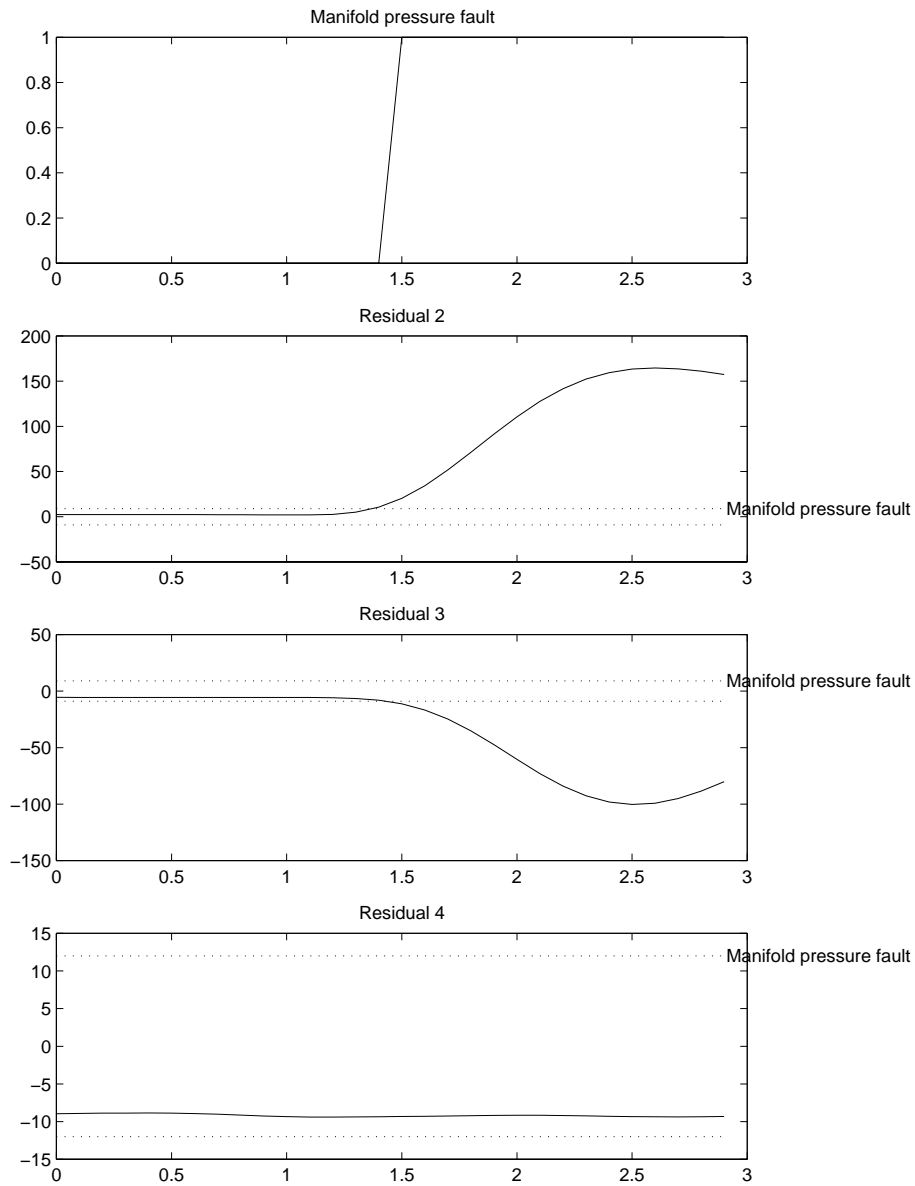 Manifold pressure fault
1
0.8
0.6
0.4
0.2
0
0 0.5 1 1.5 2 2.5 3
Residual 2
200
150
100
50
0
−50
Manifold pressure fault
0 0.5 1 1.5 2 2.5 3
Residual 3
50
0
−50
−100
−150
Manifold pressure fault
0 0.5 1 1.5 2 2.5 3
Residual 4
15
10
5
0
−5
−10
−15
Manifold pressure fault
0 0.5 1 1.5 2 2.5 3